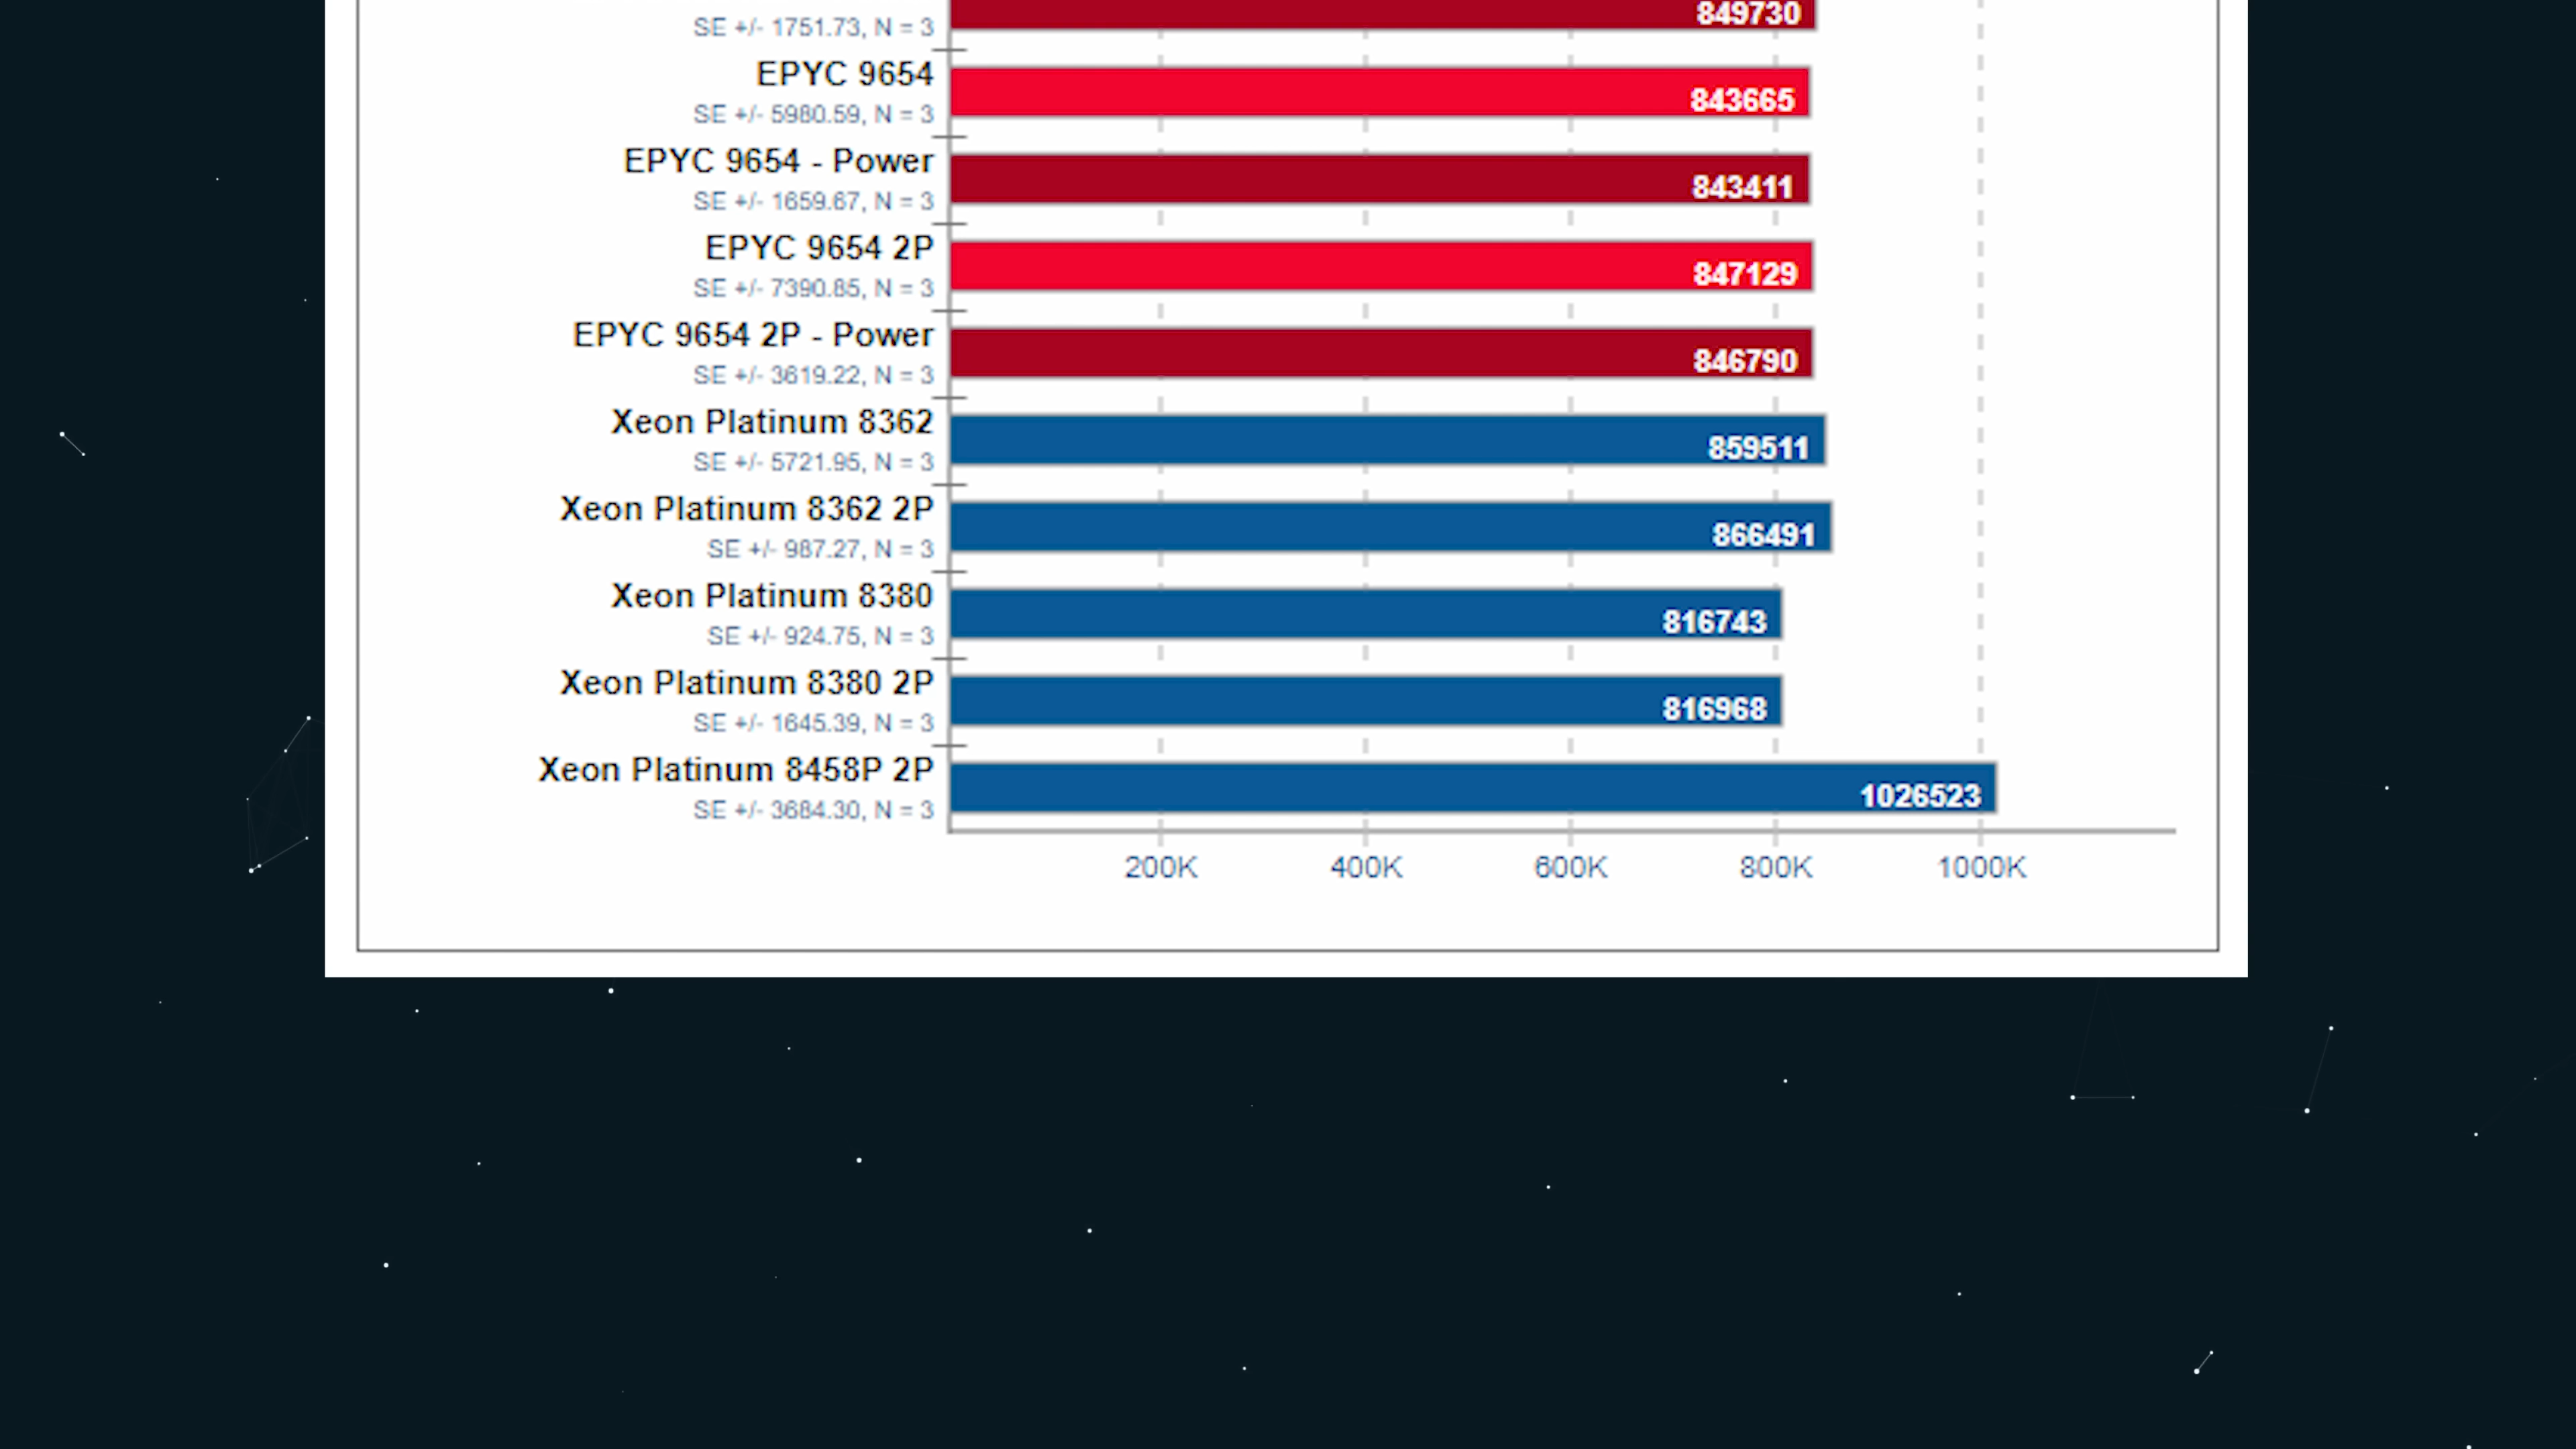 849730
SE +/- 1751.73, N = 3
EPYC 9654
843665
SE +/- 5980.59, N = 3
EPYC 9654 - Power
843411
SE +/- 1659.67, N = 3
EPYC 9654 2P
847129
SE +/- 7390.85, N = 3
EPYC 9654 2P - Power
846790
SE +/- 3619.22, N = 3
Xeon Platinum 8362
859511
SE +/- 5721.95, N = 3
Xeon Platinum 8362 2P
866491
SE +/- 987.27, N = 3
Xeon Platinum 8380
816743
SE +/- 924.75, N = 3
Xeon Platinum 8380 2P
816968
SE +/- 1645.39, N = 3
Xeon Platinum 8458P 2P
1026523
SE +/- 3684.30, N = 3
200K 400K 600K 800K 1000K